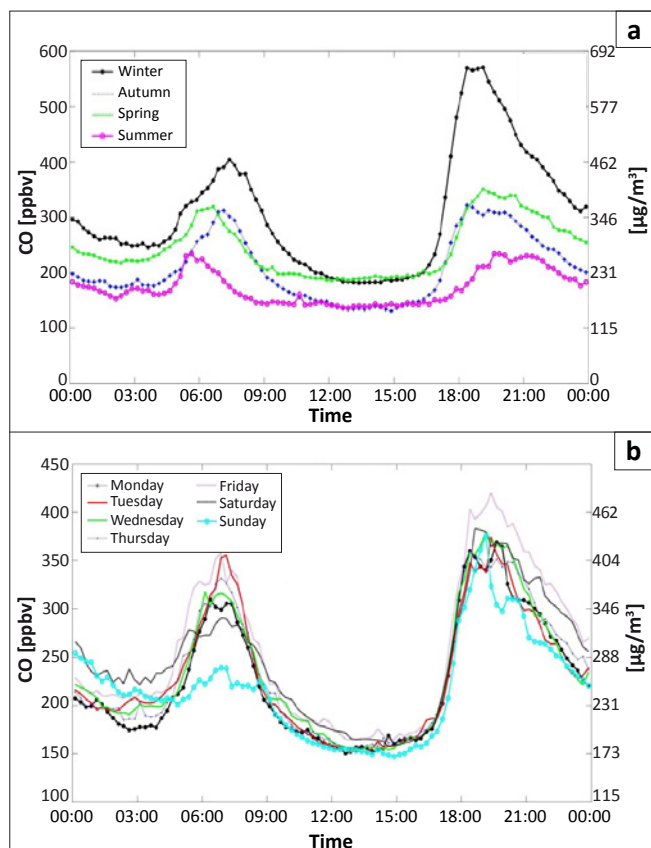 a
600
500
400
300
200
100
0
CO [ppbv]
692
577
462
346
231
115
0
[µg/m³]
Winter
Autumn
Spring
Summer
00:00 03:00 06:00 09:00 12:00 15:00 18:00 21:00 00:00
Time
b
450
400
350
300
250
200
150
100
CO [ppbv]
462
404
346
288
231
173
115
[µg/m³]
Monday Friday
Tuesday Saturday
Wednesday Sunday
Thursday
00:00 03:00 06:00 09:00 12:00 15:00 18:00 21:00 00:00
Time